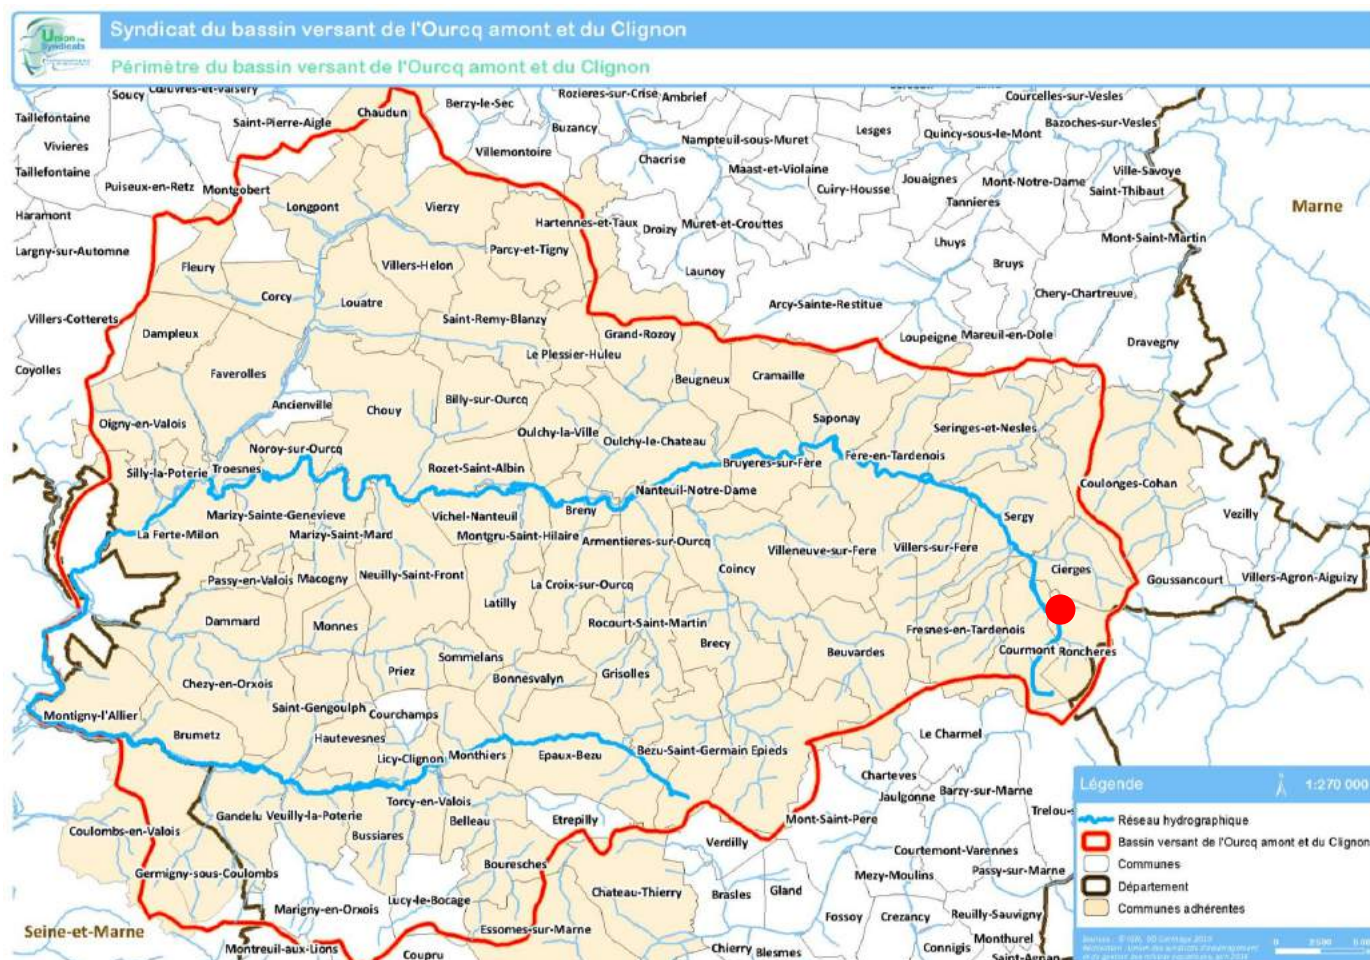 Union des
Syndicats
Syndicat du bassin versant de l'Ourcq amont et du Clignon
Périmètre du bassin versant de l'Ourcq amont et du Clignon
Soucy
Coeuvres-et-Valsery
Berzy-le-Sec
Rozieres-sur-Crise
Ambrief
Courcelles-sur-Vesles
Taillefontaine
Saint-Pierre-Aigle
Chaudun
Buzancy
Nampteuil-sous-Muret
Lesges
Quincy-sous-le-Mont
Bazoches-sur-Vesles
Vivieres
Villemontoire
Chacrise
Maast-et-Violaine
Taillefontaine
Puiseux-en-Retz
Montgobert
Cuiry-Housse
Jouaignes
Mont-Notre-Dame
Ville-Savoye
Saint-Thibaut
Haramont
Longpont
Vierzy
Hartennes-et-Taux
Droizy
Muret-et-Crouttes
Tannieres
Marne
Largny-sur-Automne
Parcy-et-Tigny
Lhuys
Mont-Saint-Martin
Fleury
Villers-Helon
Launoy
Bruys
Corcy
Louatre
Arcy-Sainte-Restitue
Chery-Chartreuve
Villers-Cotterets
Dampleux
Saint-Remy-Blanzy
Grand-Rozoy
Loupeigne
Mareuil-en-Dole
Dravegny
Coyolles
Faverolles
Le Plessier-Huleu
Beugneux
Cramaille
Ancienville
Chouy
Billy-sur-Ourcq
Saponay
Oigny-en-Valois
Oulchy-la-Ville
Oulchy-le-Chateau
Seringes-et-Nesles
Noroy-sur-Ourcq
Silly-la-Poterie
Troesnes
Rozet-Saint-Albin
Bruyeres-sur-Fere
Fere-en-Tardenois
Nanteuil-Notre-Dame
Coulonges-Cohan
Marizy-Sainte-Genevieve
Vichel-Nanteuil
Breny
Sergy
Vezilly
La Ferte-Milon
Marizy-Saint-Mard
Montgru-Saint-Hilaire
Armentieres-sur-Ourcq
Villeneuve-sur-Fere
Villers-sur-Fere
Passy-en-Valois
Macogny
Neuilly-Saint-Front
La Croix-sur-Ourcq
Coincy
Cierges
Goussancourt
Villers-Agron-Aiguizy
Latilly
Dammard
Monnes
Rocourt-Saint-Martin
Fresnes-en-Tardenois
Brecy
Beuvardes
Courmont
Roncheres
Sommelans
Priez
Bonnesvalyn
Grisolles
Chezy-en-Orxois
Saint-Gengoulph
Courchamps
Montigny-l'Allier
Brumetz
Hautevesnes
Le Charmel
Licy-Clignon
Monthiers
Epaux-Bezu
Bezu-Saint-Germain
Epieds
Charteves
Jaulgonne
Barzy-sur-Marne
Torcy-en-Valois
Trelou-s
Gandelu
Veuilly-la-Poterie
Belleau
Etrepilly
Mont-Saint-Pere
Coulombs-en-Valois
Bussiares
Verdilly
Courtemont-Varennes
Bouresches
Germigny-sous-Coulombs
Mezy-Moulins
Passy-sur-Marne
Chateau-Thierry
Brasles
Gland
Lucy-le-Bocage
Marigny-en-Orxois
Fossoy
Crezancy
Reuilly-Sauvigny
Seine-et-Marne
Essomes-sur-Marne
Monthurel
Montreuil-aux-Lions
Coupru
Chierry
Blesmes
Connigis
Saint-Agnan
Légende
1:270 000
Réseau hydrographique
Bassin versant de l'Ourcq amont et du Clignon
Communes
Département
Communes adhérentes